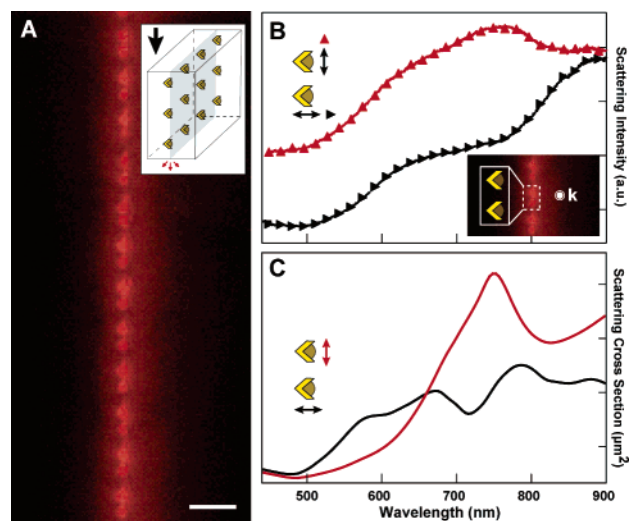 A
B
Scattering Intensity (a.u.)
k
C
Scattering Cross Section (µm²)
500 600 700 800 900
Wavelength (nm)